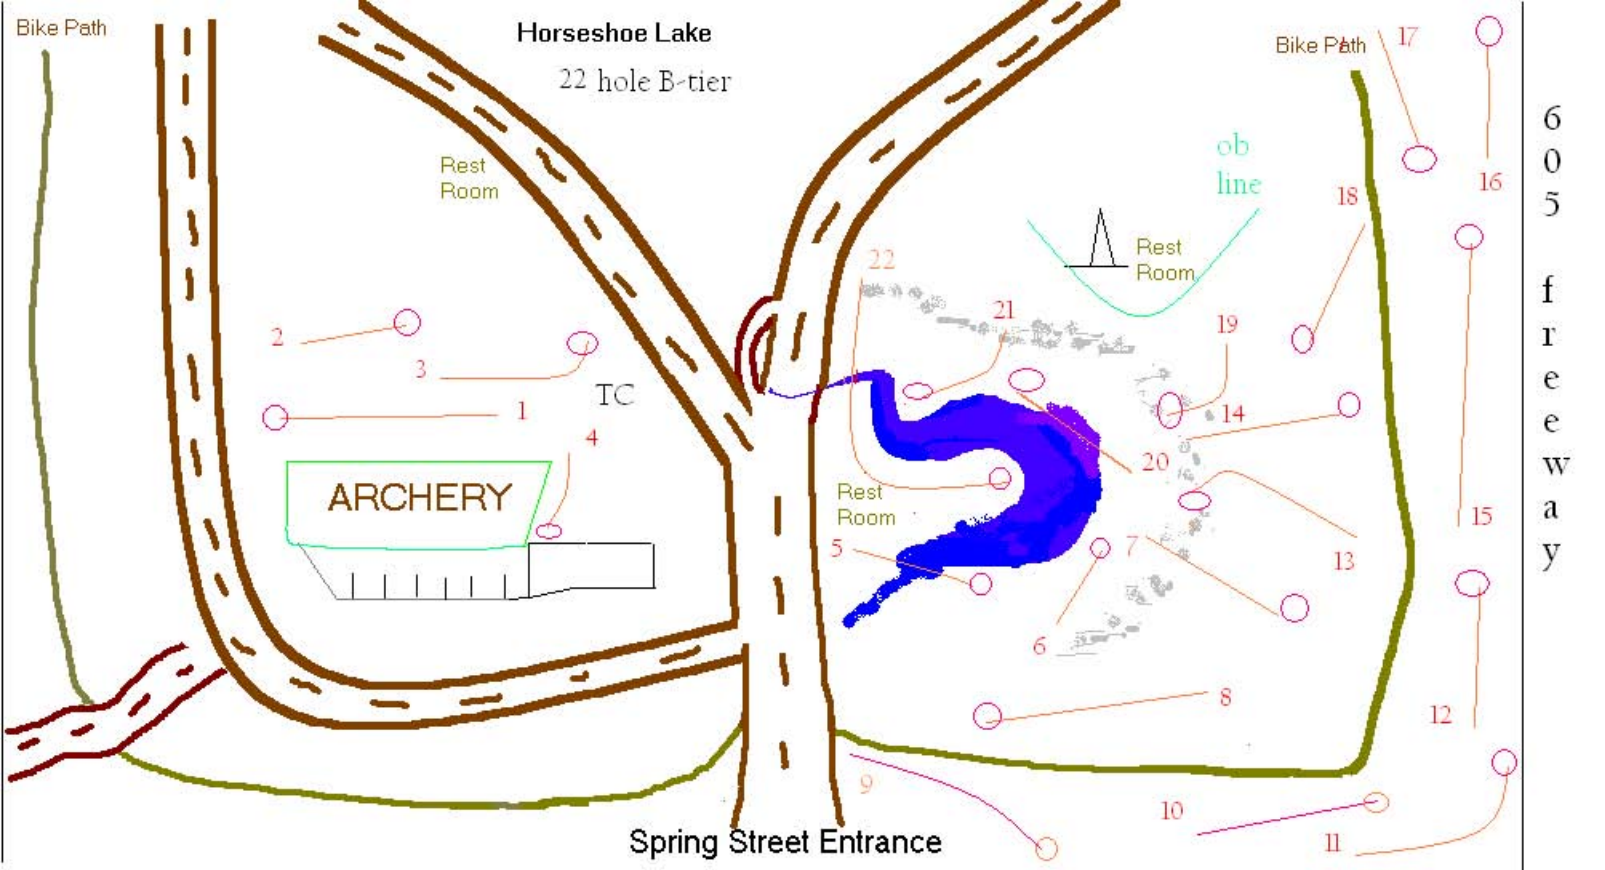 Bike Path
Horseshoe Lake
22 hole B-tier
Bike Path
17
6
0
5
f
r
e
e
w
a
y
ob
line
Rest
Room
16
18
Rest
Room
22
21
19
2
3
TC
1
14
4
20
ARCHERY
Rest
Room
15
5
7
13
6
8
12
9
10
11
Spring Street Entrance